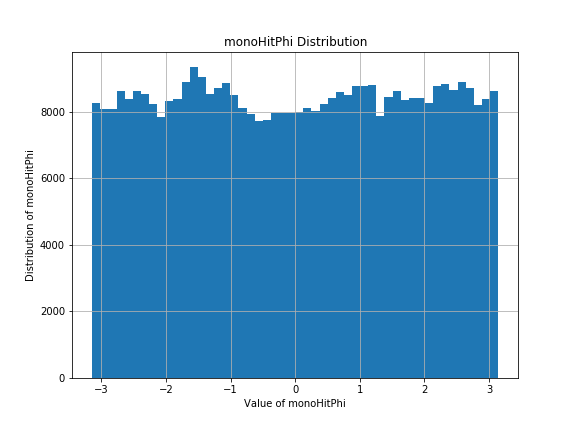 monoHitPhi Distribution
Distribution of monoHitPhi
8000
6000
4000
2000
0
−3 −2 −1 0 1 2 3
Value of monoHitPhi